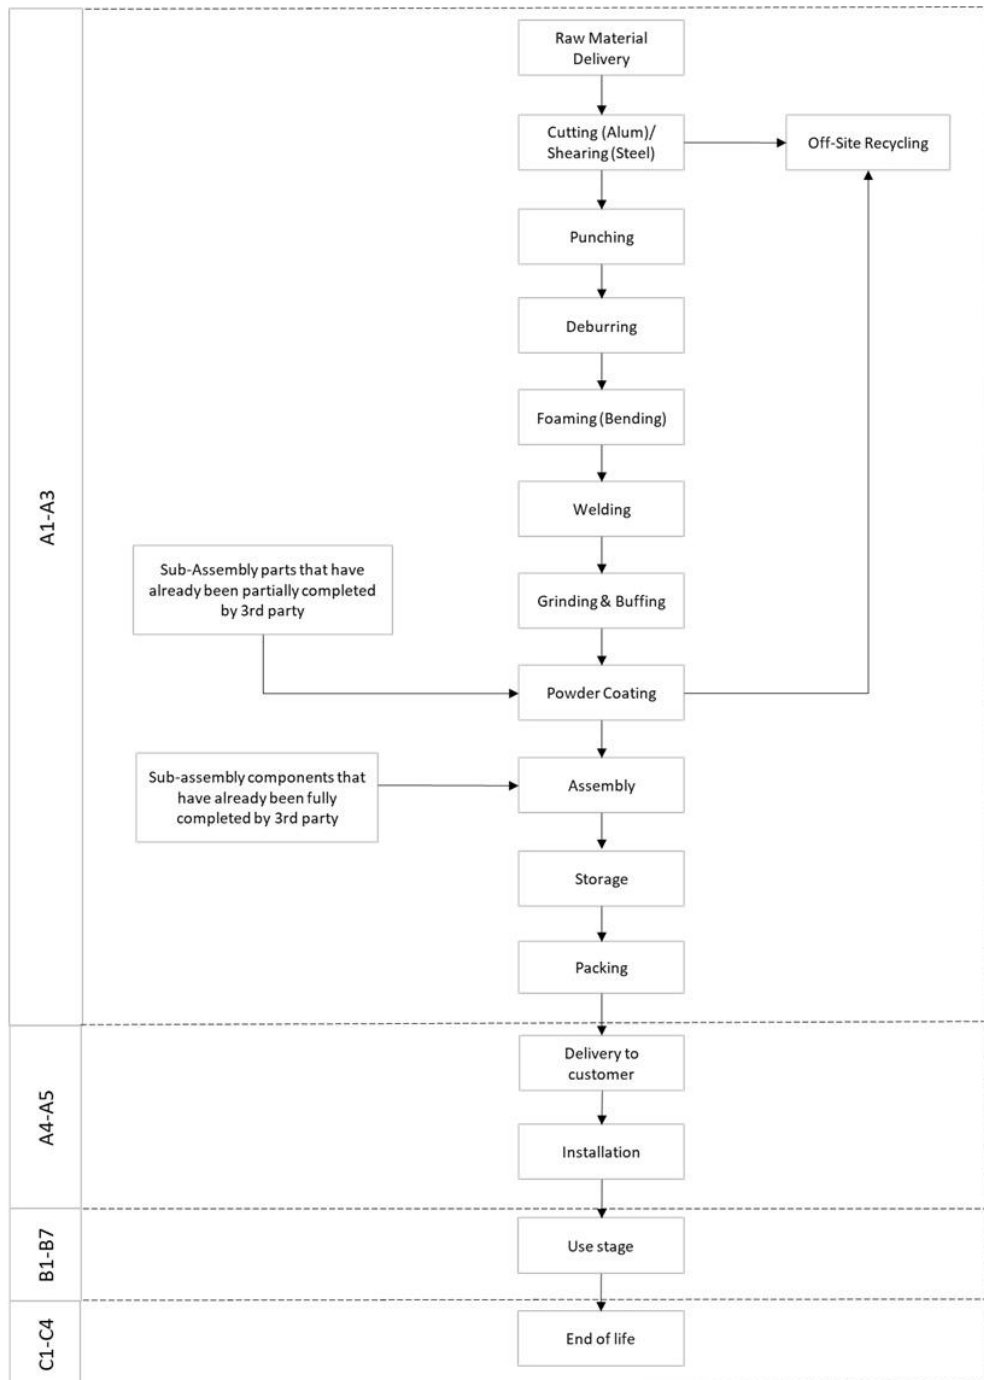 A1-A3
Raw Material
Delivery
Cutting (Alum)/
Shearing (Steel)
Off-Site Recycling
Punching
Deburring
Foaming (Bending)
Welding
Sub-Assembly parts that have
already been partially completed
by 3rd party
Grinding & Buffing
Powder Coating
Sub-assembly components that
have already been fully
completed by 3rd party
Assembly
Storage
Packing
A4-A5
Delivery to
customer
Installation
B1-B7
Use stage
C1-C4
End of life